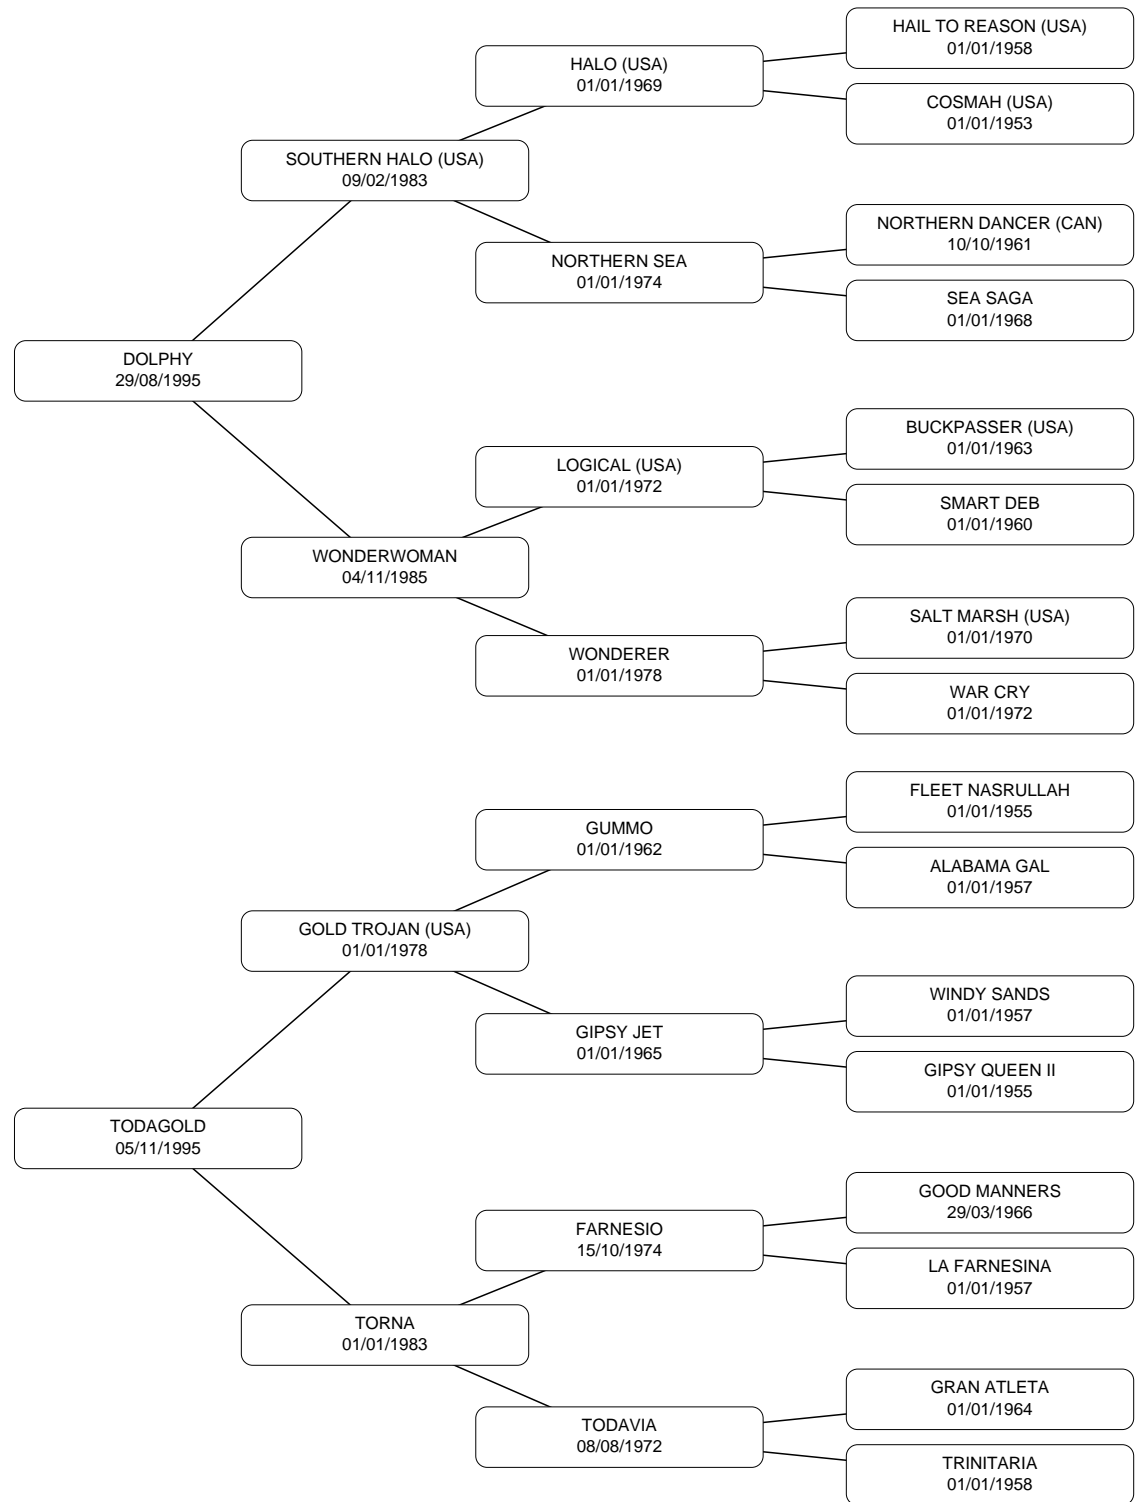 HAIL TO REASON (USA)
01/01/1958
HALO (USA)
01/01/1969
COSMAH (USA)
01/01/1953
SOUTHERN HALO (USA)
09/02/1983
NORTHERN DANCER (CAN)
10/10/1961
NORTHERN SEA
01/01/1974
SEA SAGA
01/01/1968
DOLPHY
29/08/1995
BUCKPASSER (USA)
01/01/1963
LOGICAL (USA)
01/01/1972
SMART DEB
01/01/1960
WONDERWOMAN
04/11/1985
SALT MARSH (USA)
01/01/1970
WONDERER
01/01/1978
WAR CRY
01/01/1972
FLEET NASRULLAH
01/01/1955
GUMMO
01/01/1962
ALABAMA GAL
01/01/1957
GOLD TROJAN (USA)
01/01/1978
WINDY SANDS
01/01/1957
GIPSY JET
01/01/1965
GIPSY QUEEN II
01/01/1955
TODAGOLD
05/11/1995
GOOD MANNERS
29/03/1966
FARNESIO
15/10/1974
LA FARNESINA
01/01/1957
TORNA
01/01/1983
GRAN ATLETA
01/01/1964
TODAVIA
08/08/1972
TRINITARIA
01/01/1958